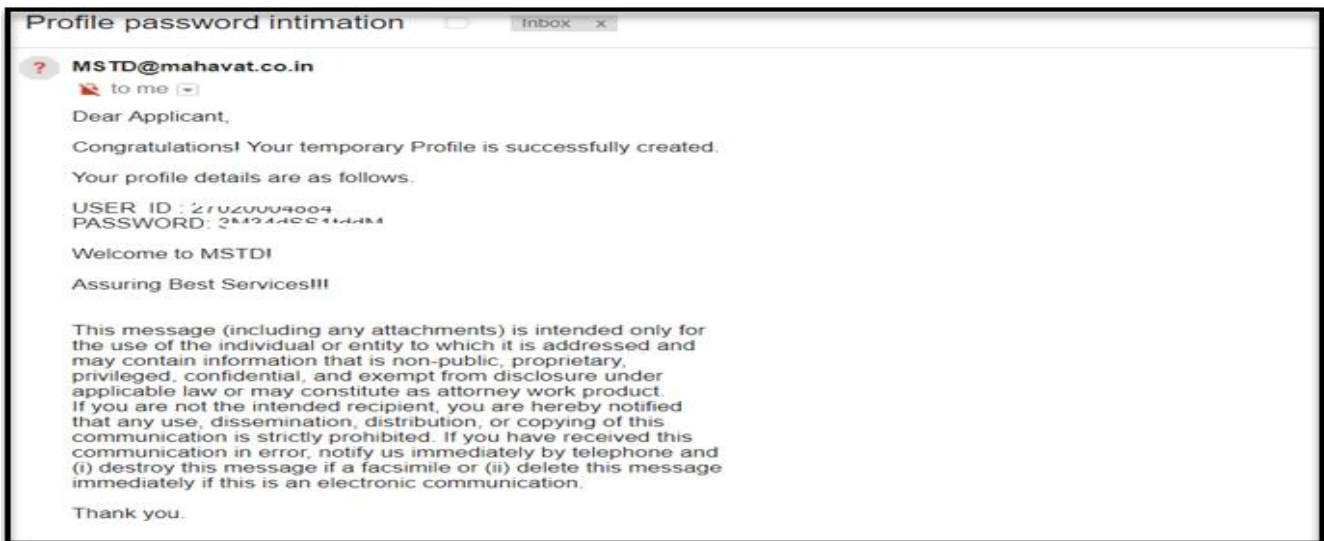 Profile password intimation
Inbox x
? MSTD@mahavat.co.in
to me
Dear Applicant,
Congratulations! Your temporary Profile is successfully created.
Your profile details are as follows.
USER ID :
PASSWORD:
Welcome to MSTD!
Assuring Best Services!!!
This message (including any attachments) is intended only for
the use of the individual or entity to which it is addressed and
may contain information that is non-public, proprietary,
privileged, confidential, and exempt from disclosure under
applicable law or may constitute as attorney work product.
If you are not the intended recipient, you are hereby notified
that any use, dissemination, distribution, or copying of this
communication is strictly prohibited. If you have received this
communication in error, notify us immediately by telephone and
(i) destroy this message if a facsimile or (ii) delete this message
immediately if this is an electronic communication.
Thank you.